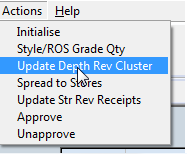 Actions Help
Initialise
Style/ROS Grade Qty
Update Depth Rev Cluster
Spread to Stores
Update Str Rev Receipts
Approve
Unapprove